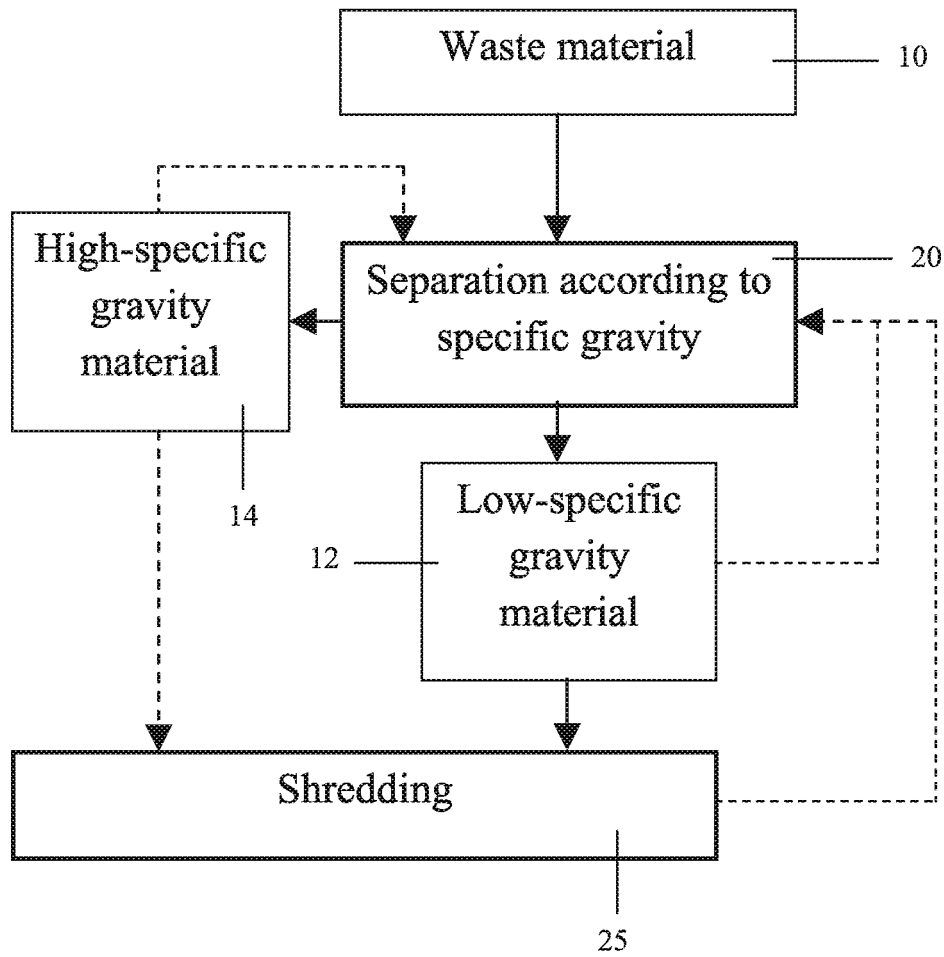 Waste material
10
High-specific
gravity
material
Separation according to
specific gravity
20
14
Low-specific
gravity
material
12
Shredding
25